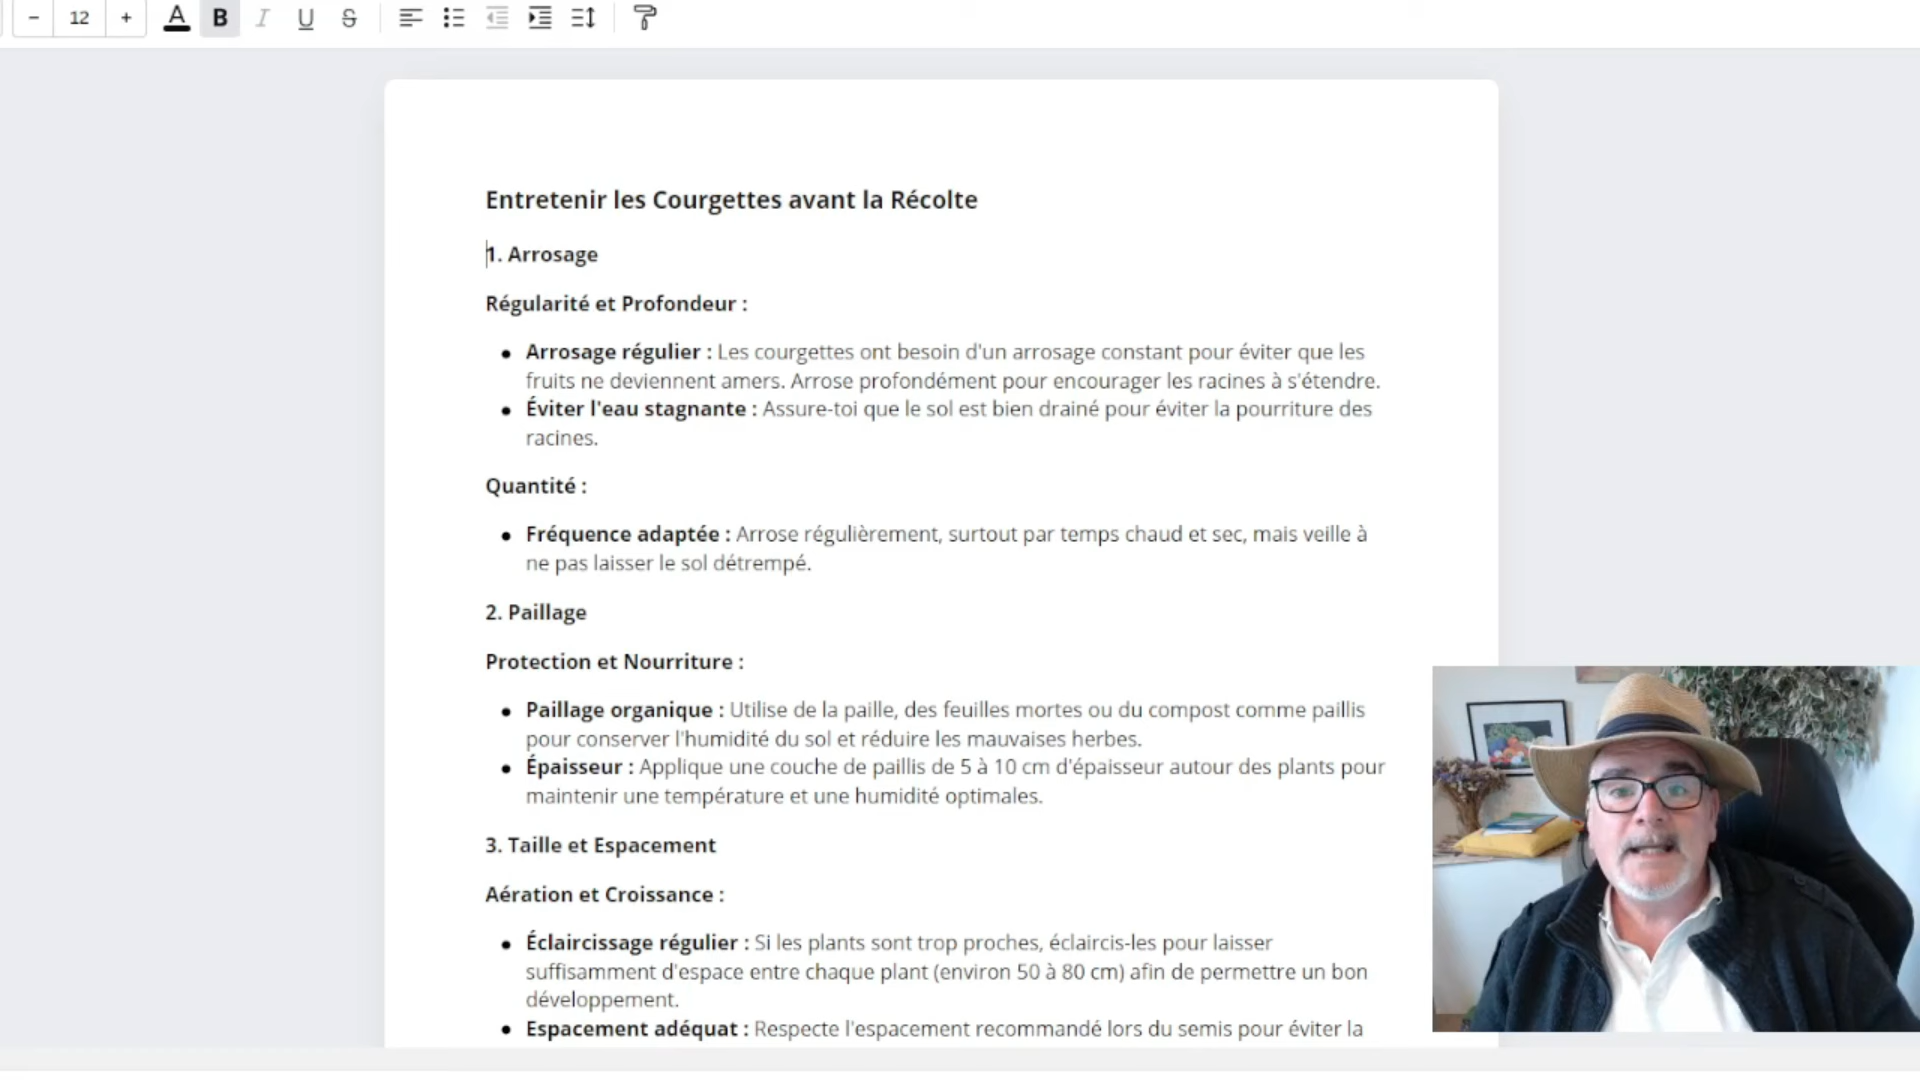 − 12 + A B I U S
Entretenir les Courgettes avant la Récolte
1. Arrosage
Régularité et Profondeur :
● Arrosage régulier : Les courgettes ont besoin d'un arrosage constant pour éviter que les
fruits ne deviennent amers. Arrose profondément pour encourager les racines à s'étendre.
● Éviter l'eau stagnante : Assure-toi que le sol est bien drainé pour éviter la pourriture des
racines.
Quantité :
● Fréquence adaptée : Arrose régulièrement, surtout par temps chaud et sec, mais veille à
ne pas laisser le sol détrempé.
2. Paillage
Protection et Nourriture :
● Paillage organique : Utilise de la paille, des feuilles mortes ou du compost comme paillis
pour conserver l'humidité du sol et réduire les mauvaises herbes.
● Épaisseur : Applique une couche de paillis de 5 à 10 cm d'épaisseur autour des plants pour
maintenir une température et une humidité optimales.
3. Taille et Espacement
Aération et Croissance :
● Éclaircissage régulier : Si les plants sont trop proches, éclaircis-les pour laisser
suffisamment d'espace entre chaque plant (environ 50 à 80 cm) afin de permettre un bon
développement.
● Espacement adéquat : Respecte l'espacement recommandé lors du semis pour éviter la